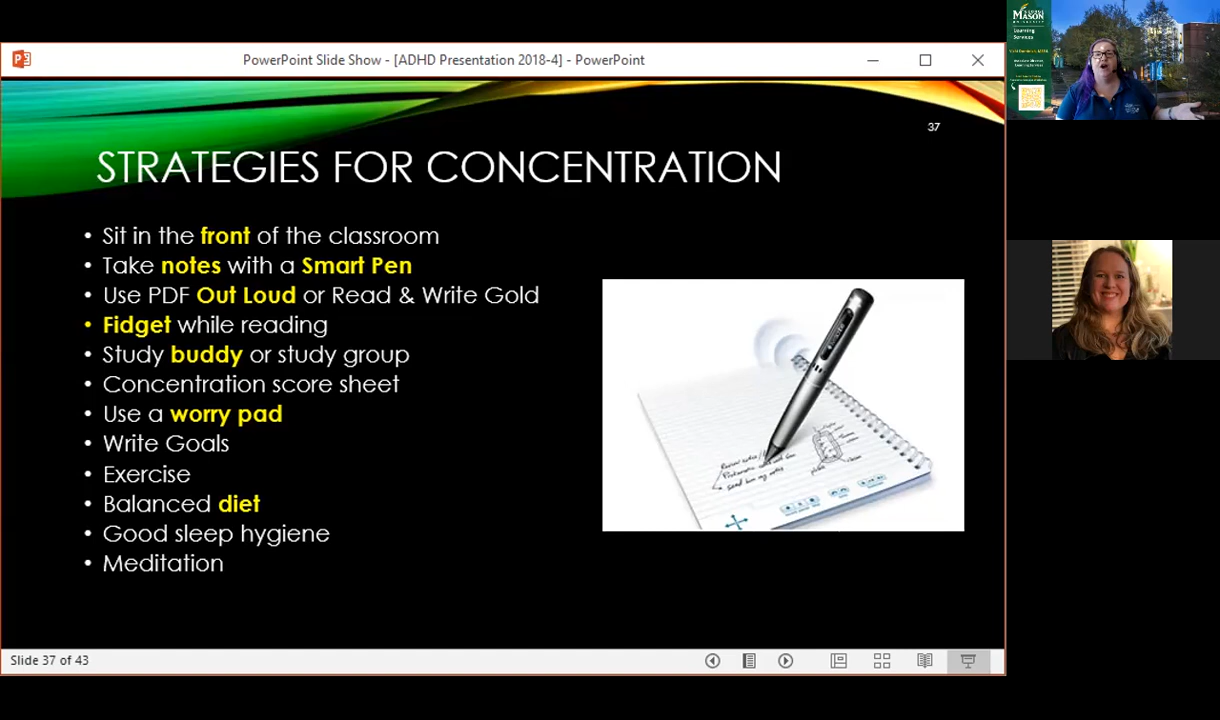 PowerPoint Slide Show - [ADHD Presentation 2018-4] - PowerPoint
37
STRATEGIES FOR CONCENTRATION
• Sit in the front of the classroom
• Take notes with a Smart Pen
• Use PDF Out Loud or Read & Write Gold
• Fidget while reading
• Study buddy or study group
• Concentration score sheet
• Use a worry pad
• Write Goals
• Exercise
• Balanced diet
• Good sleep hygiene
• Meditation
Slide 37 of 43
MASON
Learning
Services